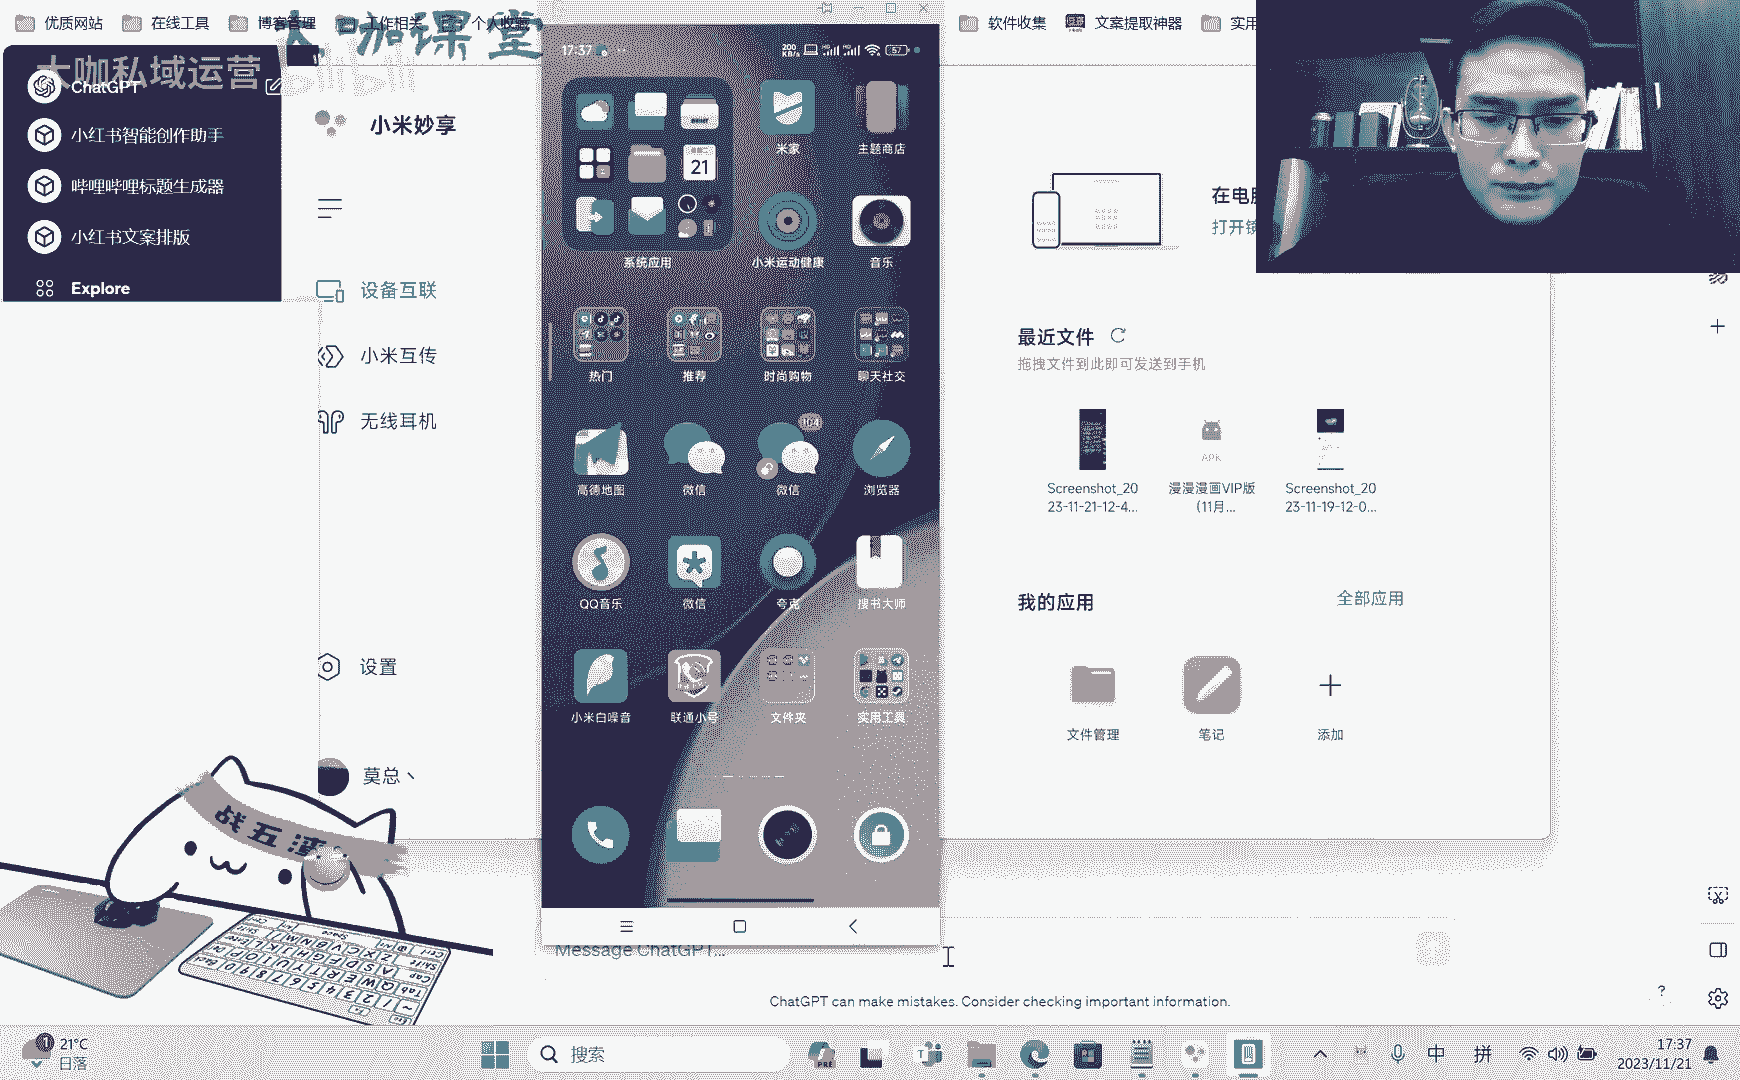 优质网站
在线工具
博客管理
工作相关
个人收藏
软件收集
文案提取神器
大咖课堂
大咖私域运营
bilibili
ChatGPT
小红书智能创作助手
哔哩哔哩标题生成器
小红书文案排版
Explore
小米妙享
设备互联
小米互传
无线耳机
设置
莫总丶
17:37
200
KB/s
57
21
系统应用
米家
主题商店
小米运动健康
音乐
热门
推荐
时尚购物
聊天社交
104
高德地图
微信
微信
浏览器
QQ音乐
微信
夸克
搜书大师
小米白噪音
联通小号
文件夹
实用工具
在电脑
打开镜
最近文件
拖拽文件到此即可发送到手机
Screenshot_20
23-11-21-12-4...
APK
漫漫漫画VIP版
（11月...
Screenshot_20
23-11-19-12-0...
我的应用
全部应用
文件管理
笔记
添加
战五渣
Message ChatGPT...
ChatGPT can make mistakes. Consider checking important information.
?
21°C
日落
搜索
PRE
中
拼
17:37
2023/11/21